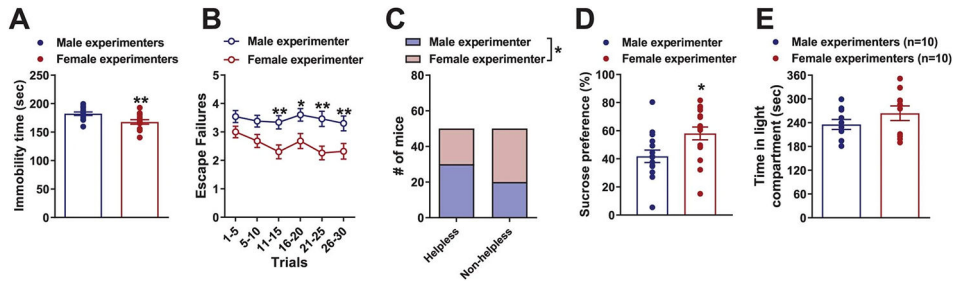 A
Male experimenters
Female experimenters
Immobility time (sec)
250
200
150
100
50
0
**
B
Male experimenter
Female experimenter
Escape Failures
5
4
3
2
1
0
** * ** **
1-5
5-10
11-15
16-20
21-25
26-30
Trials
C
Male experimenter
Female experimenter
*
# of mice
80
60
40
20
0
Helpless
Non-helpless
D
Male experimenter
Female experimenter
Sucrose preference (%)
100
80
60
40
20
0
*
E
Male experimenters (n=10)
Female experimenters (n=10)
Time in light
compartment (sec)
360
300
240
180
120
60
0